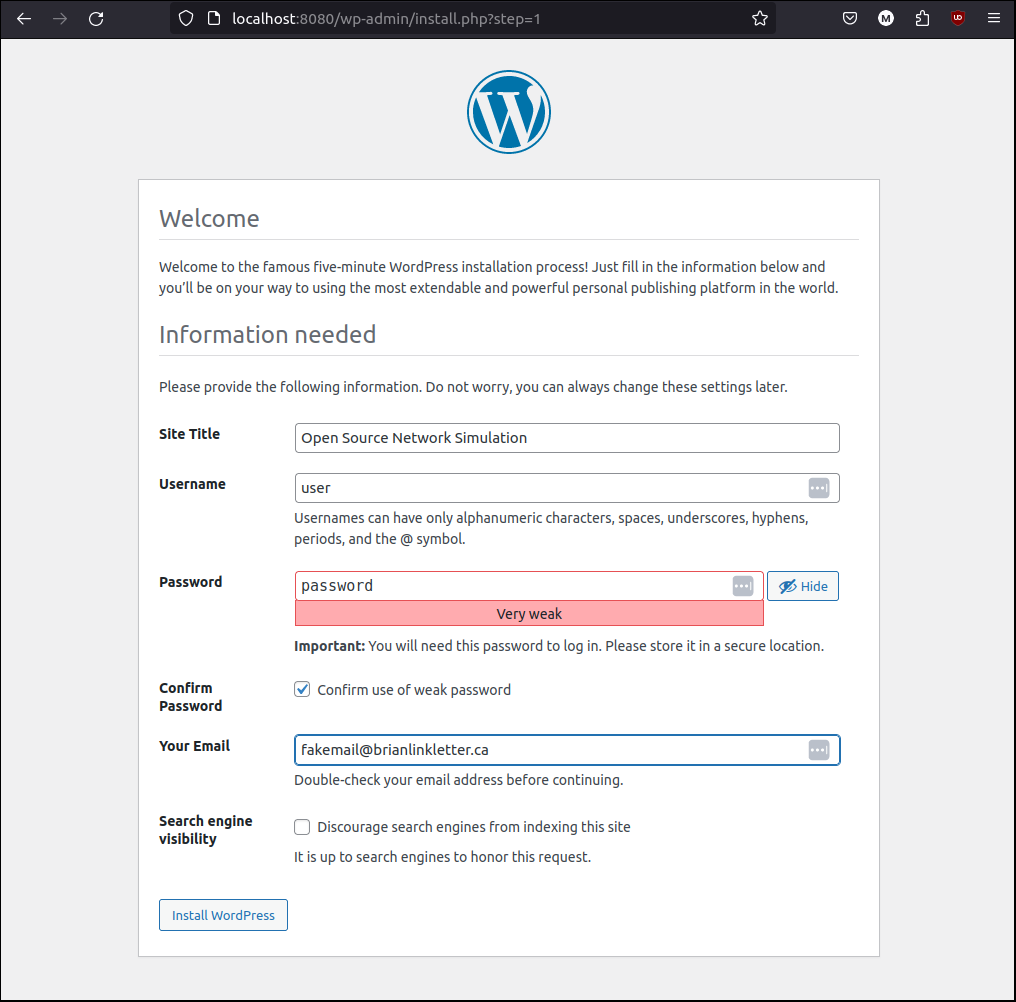 localhost:8080/wp-admin/install.php?step=1
M
UD
W
Welcome
Welcome to the famous five-minute WordPress installation process! Just fill in the information below and
you’ll be on your way to using the most extendable and powerful personal publishing platform in the world.
Information needed
Please provide the following information. Do not worry, you can always change these settings later.
Site Title
Open Source Network Simulation
Username
user
Usernames can have only alphanumeric characters, spaces, underscores, hyphens,
periods, and the @ symbol.
Password
password
Hide
Very weak
Important: You will need this password to log in. Please store it in a secure location.
Confirm
Password
Confirm use of weak password
Your Email
fakemail@brianlinkletter.ca
Double-check your email address before continuing.
Search engine
visibility
Discourage search engines from indexing this site
It is up to search engines to honor this request.
Install WordPress